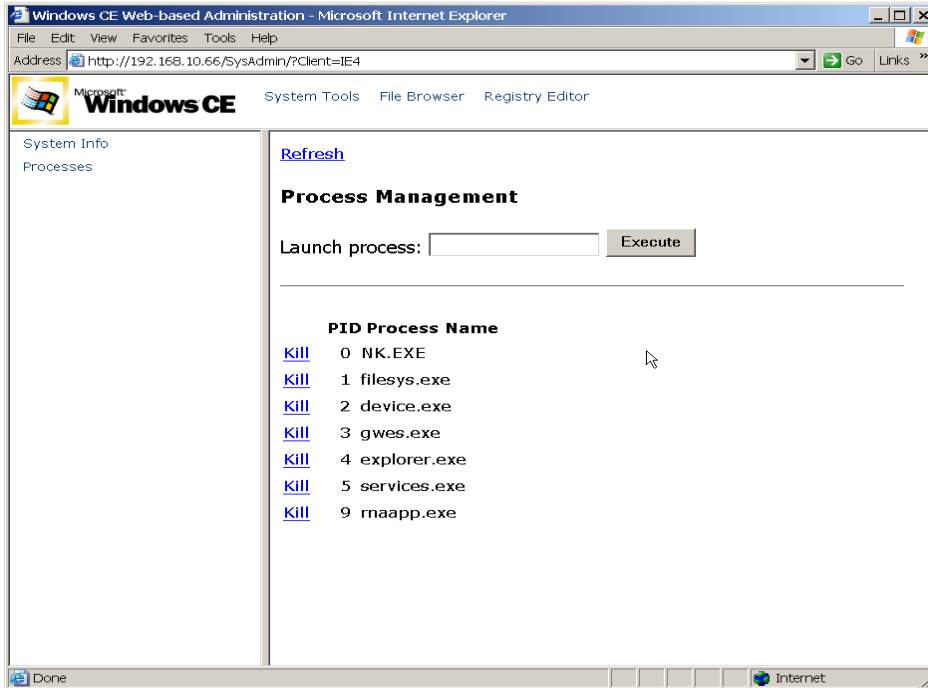 Windows CE Web-based Administration - Microsoft Internet Explorer
File Edit View Favorites Tools Help
Address http://192.168.10.66/SysAdmin/?Client=IE4 Go Links »
Microsoft Windows CE System Tools File Browser Registry Editor
System Info
Processes
Refresh
Process Management
Launch process: Execute
PID Process Name
Kill 0 NK.EXE
Kill 1 filesys.exe
Kill 2 device.exe
Kill 3 gwes.exe
Kill 4 explorer.exe
Kill 5 services.exe
Kill 9 rnaapp.exe
Done Internet